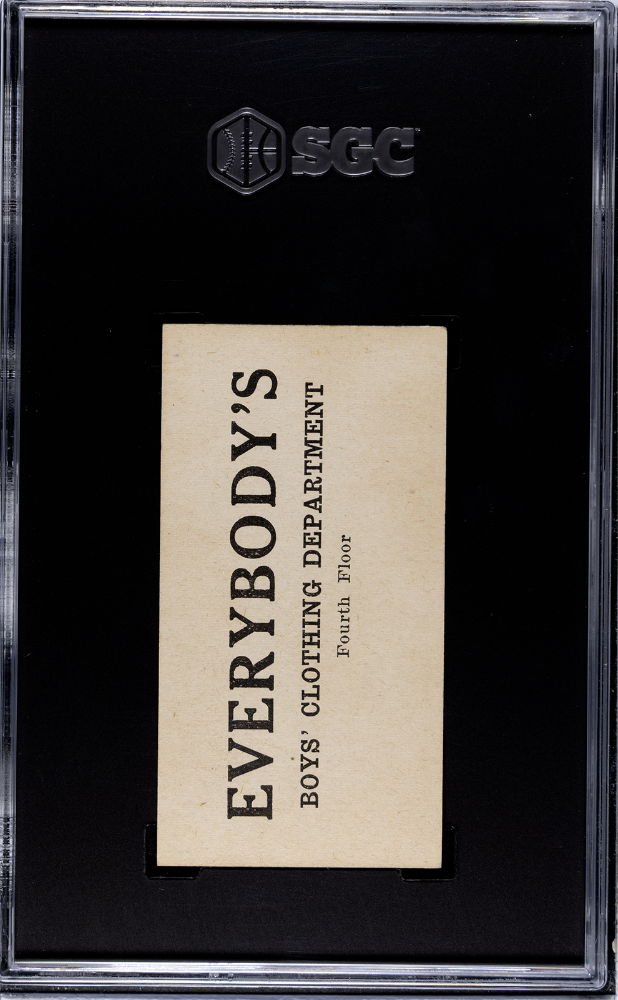 SGC
EVERYBODY'S
BOYS' CLOTHING DEPARTMENT
Fourth Floor